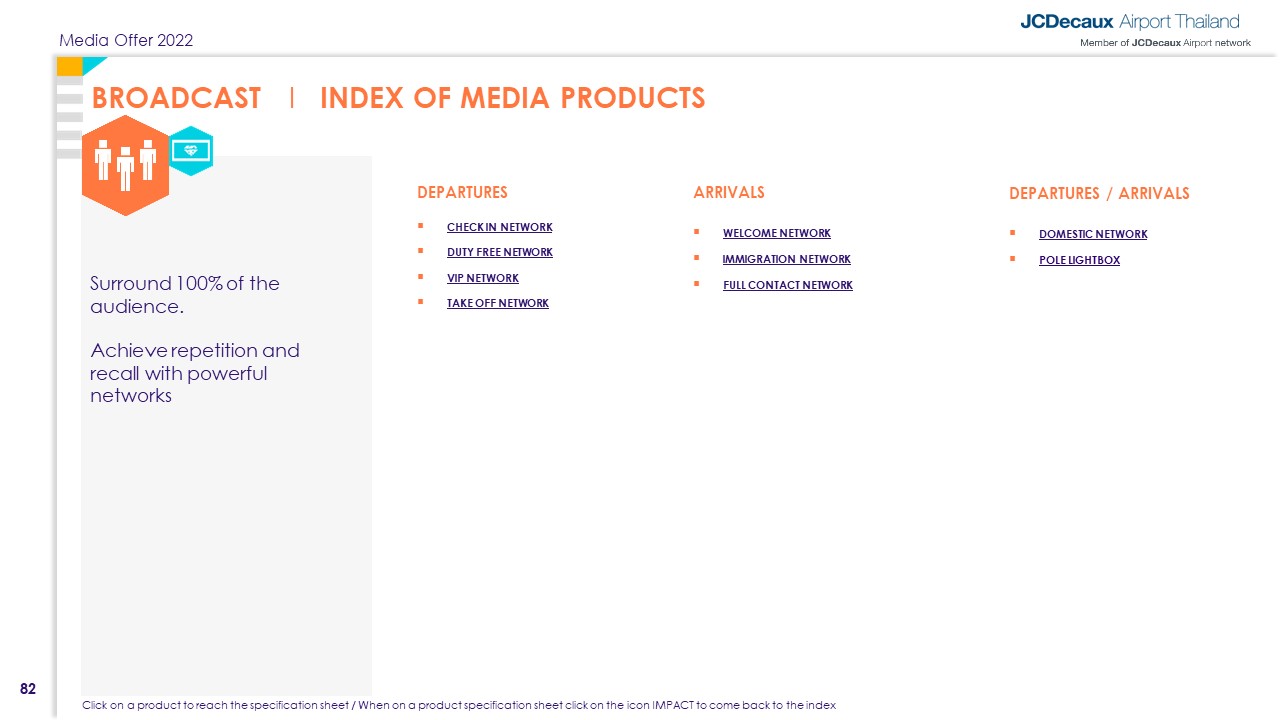 Media Offer 2022
JCDecaux Airport Thailand
Member of JCDecaux Airport network
BROADCAST | INDEX OF MEDIA PRODUCTS
Surround 100% of the
audience.
Achieve repetition and
recall with powerful
networks
DEPARTURES
CHECK IN NETWORK
DUTY FREE NETWORK
VIP NETWORK
TAKE OFF NETWORK
ARRIVALS
WELCOME NETWORK
IMMIGRATION NETWORK
FULL CONTACT NETWORK
DEPARTURES / ARRIVALS
DOMESTIC NETWORK
POLE LIGHTBOX
82
Click on a product to reach the specification sheet / When on a product specification sheet click on the icon IMPACT to come back to the index